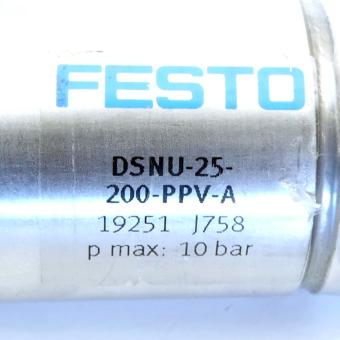 FESTO
DSNU-25-
200-PPV-A
19251 J758
p max: 10 bar